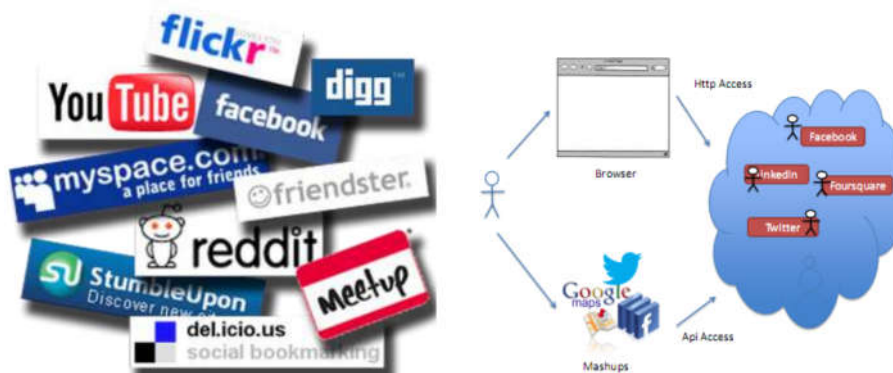 flickr
YouTube
facebook
digg™
myspace.com
a place for friends
friendster.
reddit
StumbleUpon
Discover new
Meetup
del.icio.us
social bookmarking
Browser
Http Access
Facebook
LinkedIn
Foursquare
Twitter
Google
maps
f
Mashups
Api Access